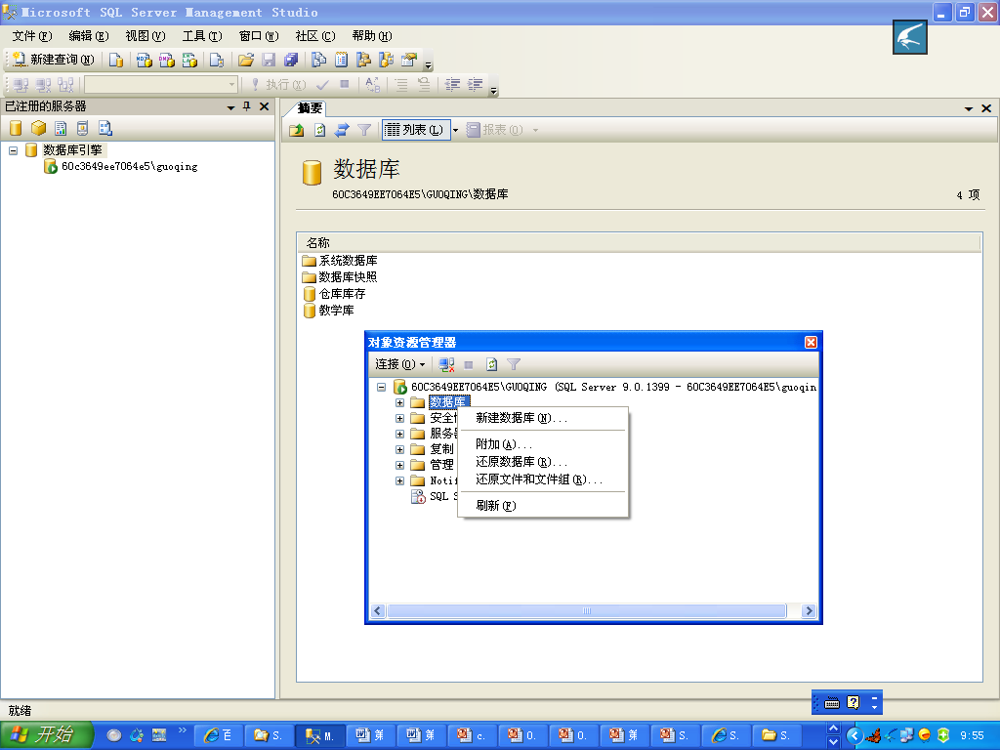 Microsoft SQL Server Management Studio
文件(F) 编辑(E) 视图(V) 工具(T) 窗口(W) 社区(C) 帮助(H)
新建查询(N)
执行(X)
已注册的服务器
摘要
列表(L) 报表(O)
数据库引擎
60c3649ee7064e5\guoqing
数据库
60C3649EE7064E5\GUOQING\数据库
4 项
名称
系统数据库
数据库快照
仓库库存
教学库
对象资源管理器
连接(O)
60C3649EE7064E5\GUOQING (SQL Server 9.0.1399 - 60C3649EE7064E5\guoqin
数据库
安全
服务器
复制
管理
Notif
SQL S
新建数据库(N)...
附加(A)...
还原数据库(R)...
还原文件和文件组(R)...
刷新(F)
就绪
开始 百 S. M. 第 第 c. O. O. 第 S. S. S. 9:55